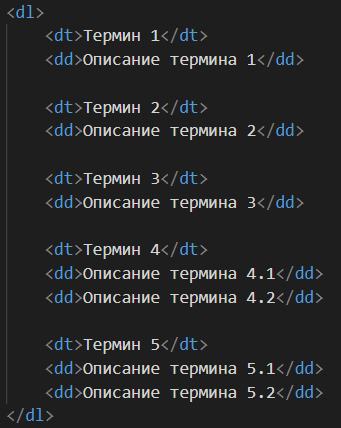 <dl>
<dt>Термин 1</dt>
<dd>Описание термина 1</dd>
<dt>Термин 2</dt>
<dd>Описание термина 2</dd>
<dt>Термин 3</dt>
<dd>Описание термина 3</dd>
<dt>Термин 4</dt>
<dd>Описание термина 4.1</dd>
<dd>Описание термина 4.2</dd>
<dt>Термин 5</dt>
<dd>Описание термина 5.1</dd>
<dd>Описание термина 5.2</dd>
</dl>